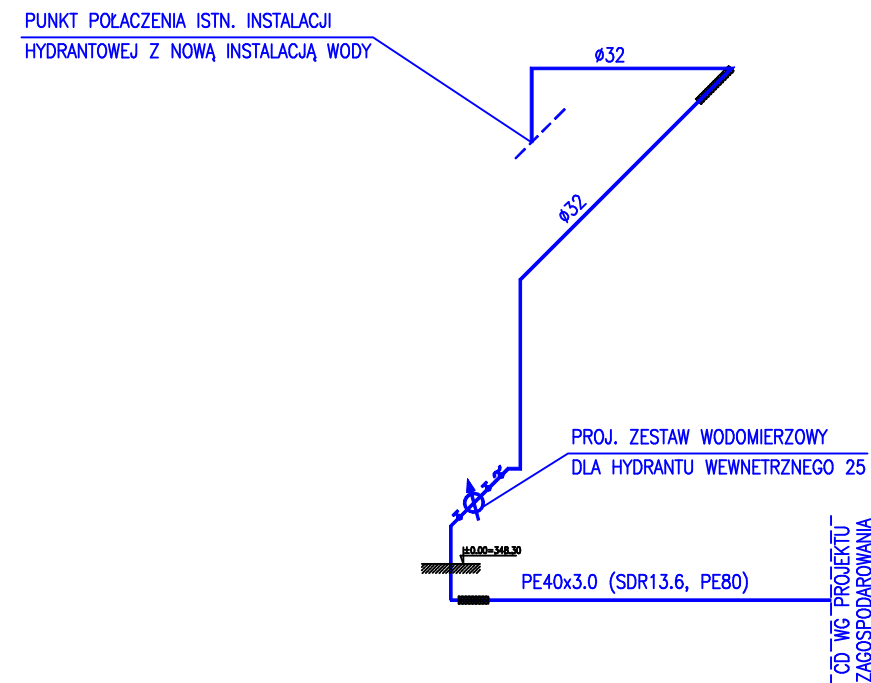 PUNKT POŁACZENIA ISTN. INSTALACJI
HYDRANTOWEJ Z NOWĄ INSTALACJĄ WODY
ø32
ø32
PROJ. ZESTAW WODOMIERZOWY
DLA HYDRANTU WEWNETRZNEGO 25
±0.00=348.30
PE40x3.0 (SDR13.6, PE80)
CD WG PROJEKTU
ZAGOSPODAROWANIA